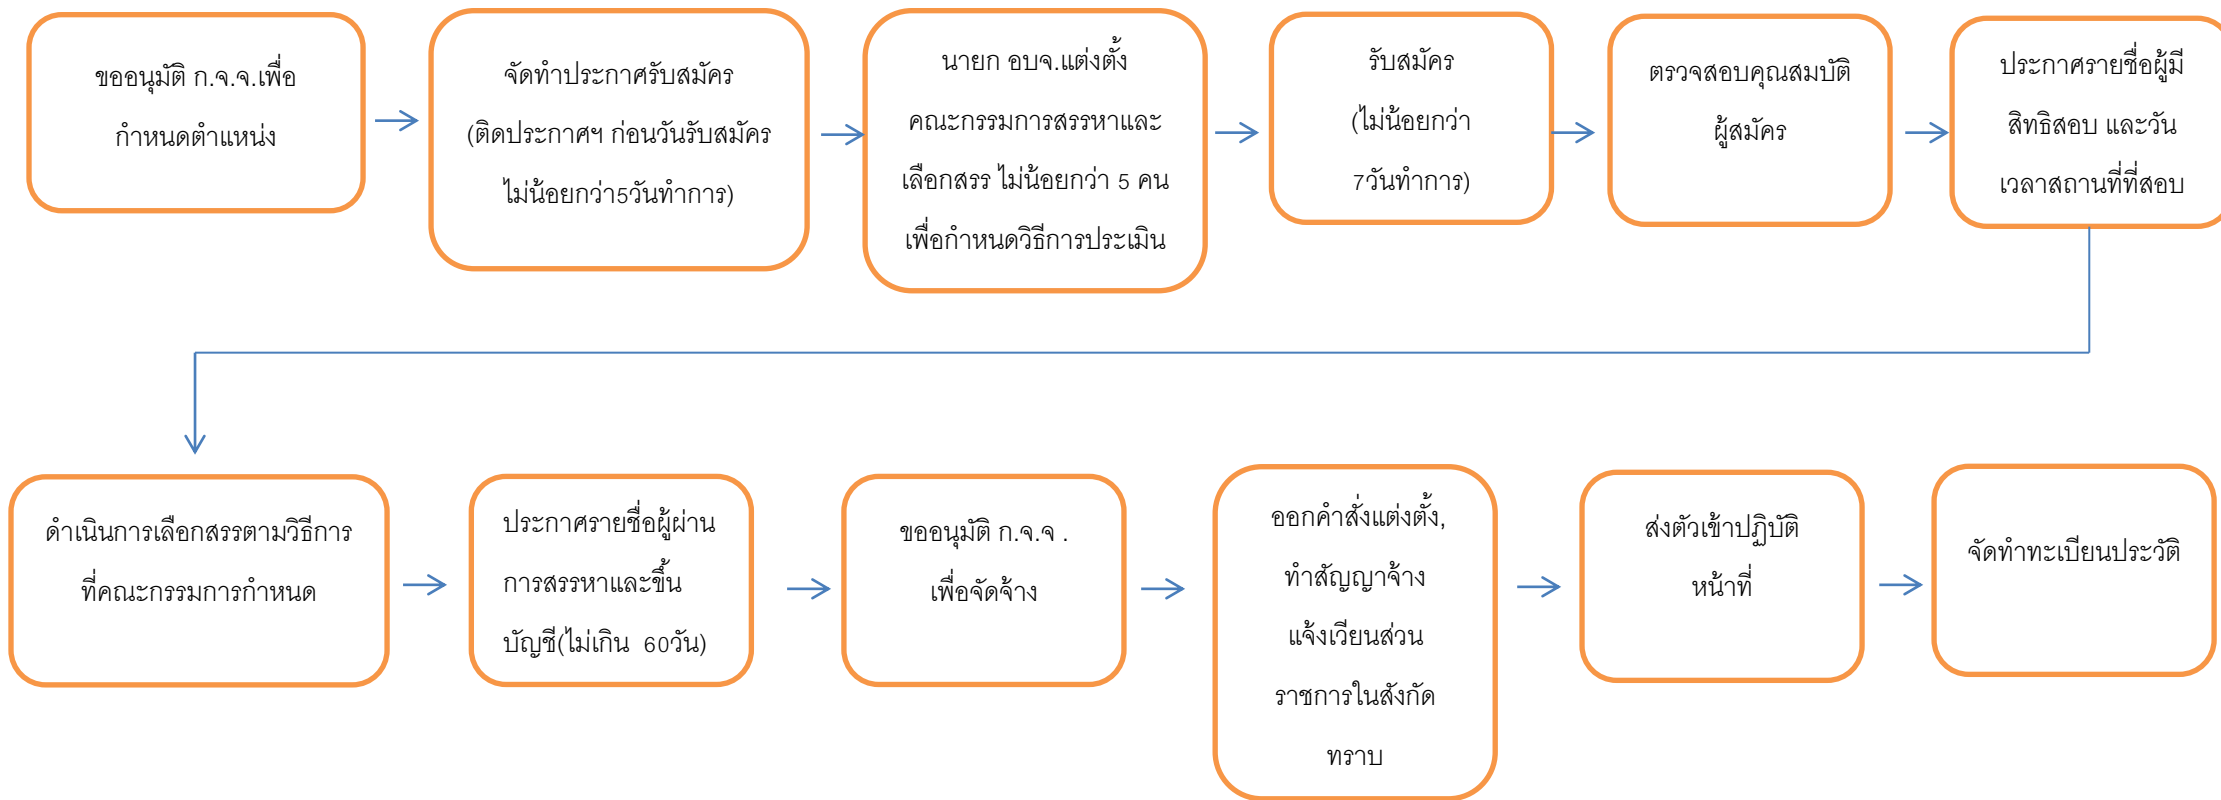 ขออนุมัติ ก.จ.จ.เพื่อ
กำหนดตำแหน่ง
จัดทำประกาศรับสมัคร
(ติดประกาศฯ ก่อนวันรับสมัคร
ไม่น้อยกว่า5วันทำการ)
นายก อบจ.แต่งตั้ง
คณะกรรมการสรรหาและ
เลือกสรร ไม่น้อยกว่า 5 คน
เพื่อกำหนดวิธีการประเมิน
รับสมัคร
(ไม่น้อยกว่า
7วันทำการ)
ตรวจสอบคุณสมบัติ
ผู้สมัคร
ประกาศรายชื่อผู้มี
สิทธิสอบ และวัน
เวลาสถานที่ที่สอบ
ดำเนินการเลือกสรรตามวิธีการ
ที่คณะกรรมการกำหนด
ประกาศรายชื่อผู้ผ่าน
การสรรหาและขึ้น
บัญชี(ไม่เกิน 60วัน)
ขออนุมัติ ก.จ.จ .
เพื่อจัดจ้าง
ออกคำสั่งแต่งตั้ง,
ทำสัญญาจ้าง
แจ้งเวียนส่วน
ราชการในสังกัด
ทราบ
ส่งตัวเข้าปฏิบัติ
หน้าที่
จัดทำทะเบียนประวัติ